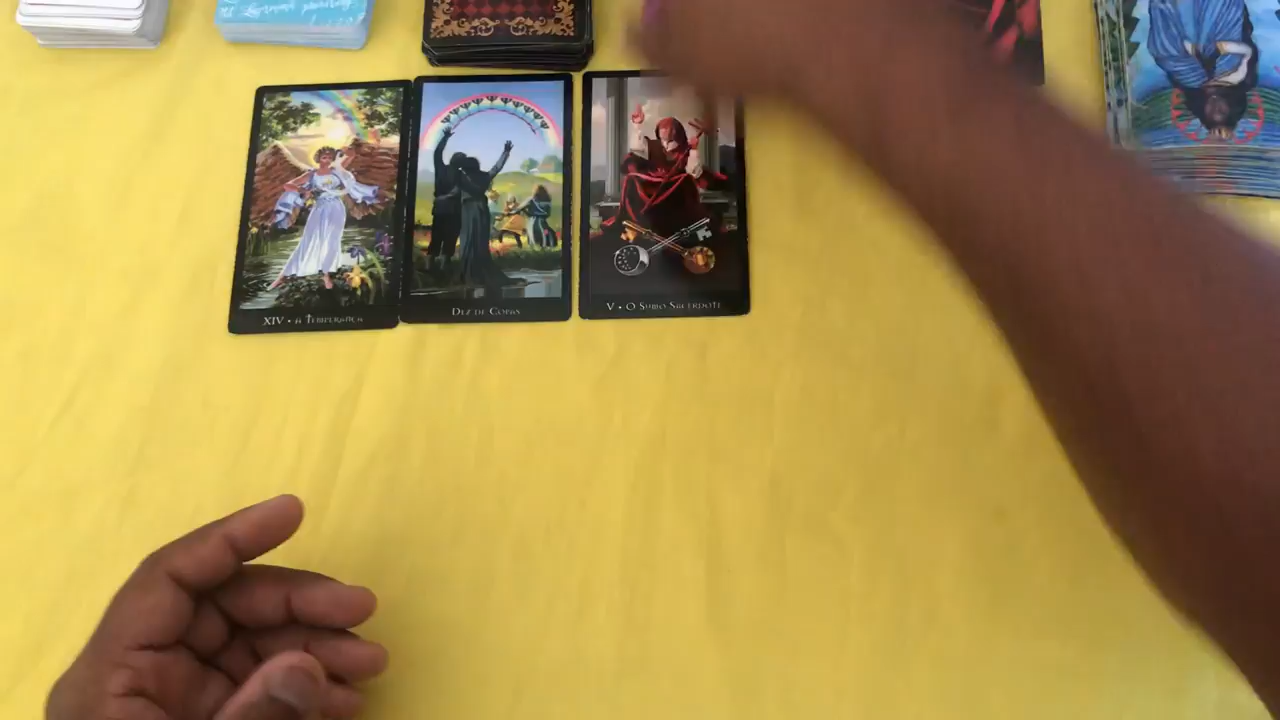 XIV • A TEMPERANÇA
DEZ DE COPAS
V • O SUMO SACERDOTE